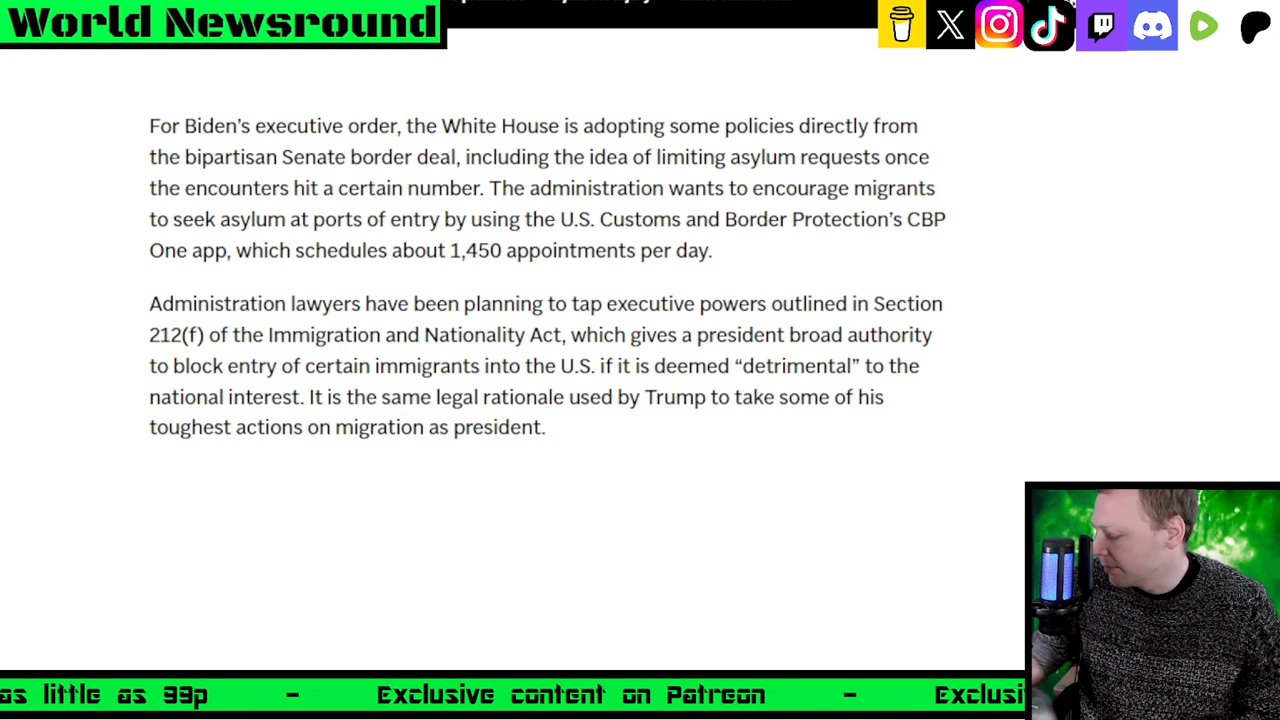 World Newsround
For Biden’s executive order, the White House is adopting some policies directly from
the bipartisan Senate border deal, including the idea of limiting asylum requests once
the encounters hit a certain number. The administration wants to encourage migrants
to seek asylum at ports of entry by using the U.S. Customs and Border Protection’s CBP
One app, which schedules about 1,450 appointments per day.
Administration lawyers have been planning to tap executive powers outlined in Section
212(f) of the Immigration and Nationality Act, which gives a president broad authority
to block entry of certain immigrants into the U.S. if it is deemed “detrimental” to the
national interest. It is the same legal rationale used by Trump to take some of his
toughest actions on migration as president.
as little as 99p - Exclusive content on Patreon - Exclusi